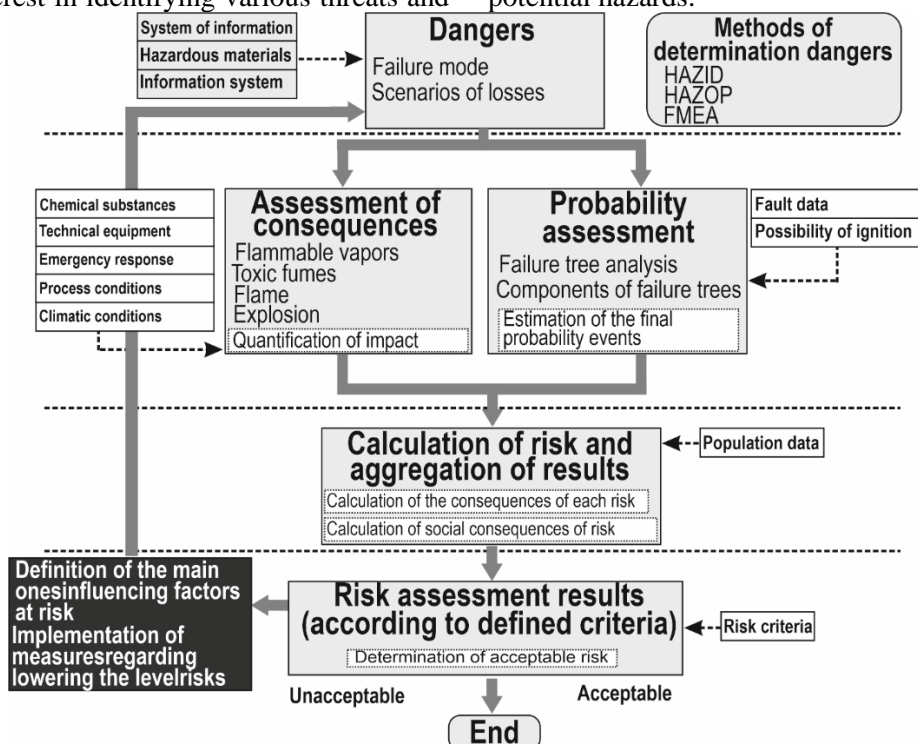 erest in identifying various threats and potential hazards.
System of information
Hazardous materials
Information system
Dangers
Failure mode
Scenarios of losses
Methods of
determination dangers
HAZID
HAZOP
FMEA
Chemical substances
Technical equipment
Emergency response
Process conditions
Climatic conditions
Assessment of
consequences
Flammable vapors
Toxic fumes
Flame
Explosion
Quantification of impact
Probability
assessment
Failure tree analysis
Components of failure trees
Estimation of the final
probability events
Fault data
Possibility of ignition
Calculation of risk and
aggregation of results
Calculation of the consequences of each risk
Calculation of social consequences of risk
Population data
Definition of the main
onesinfluencing factors
at risk
Implementation of
measuresregarding
lowering the levelrisks
Risk assessment results
(according to defined criteria)
Determination of acceptable risk
Risk criteria
Unacceptable
Acceptable
End